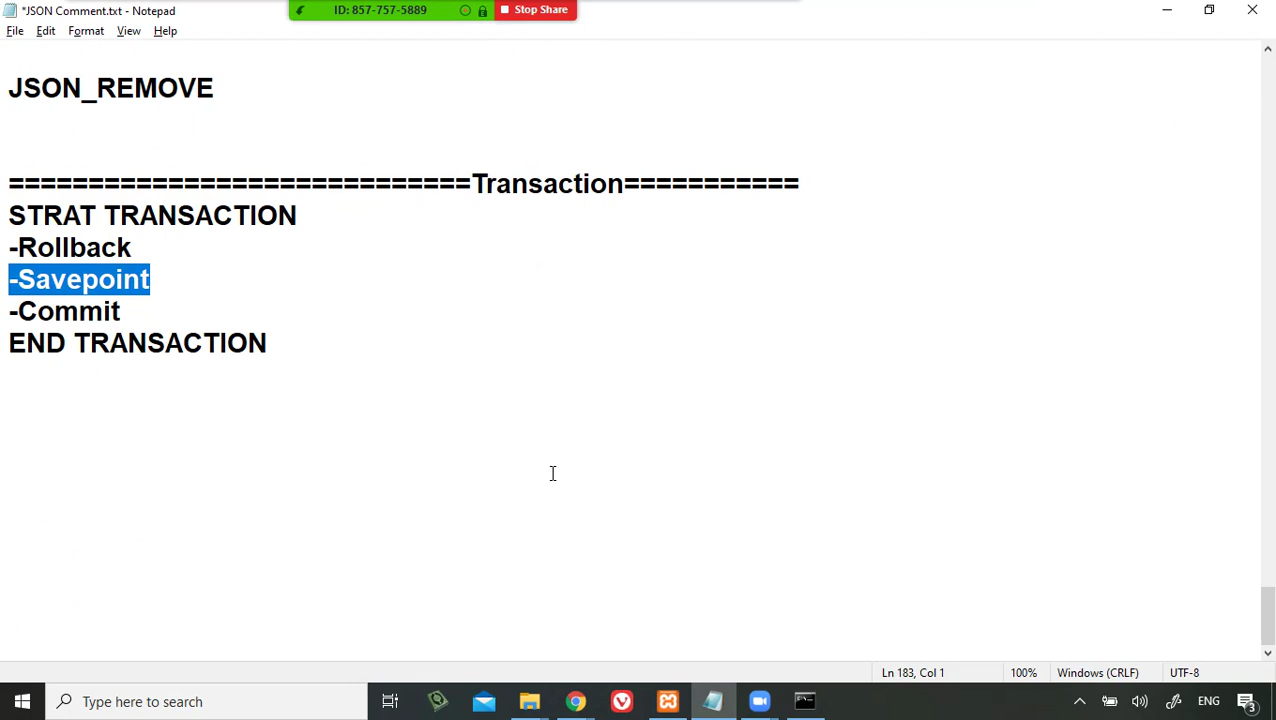 *JSON Comment.txt - Notepad
ID: 857-757-5889
Stop Share
File Edit Format View Help
JSON_REMOVE
=============================Transaction===========
STRAT TRANSACTION
-Rollback
-Savepoint
-Commit
END TRANSACTION
Ln 183, Col 1
100%
Windows (CRLF)
UTF-8
Type here to search
ENG
3